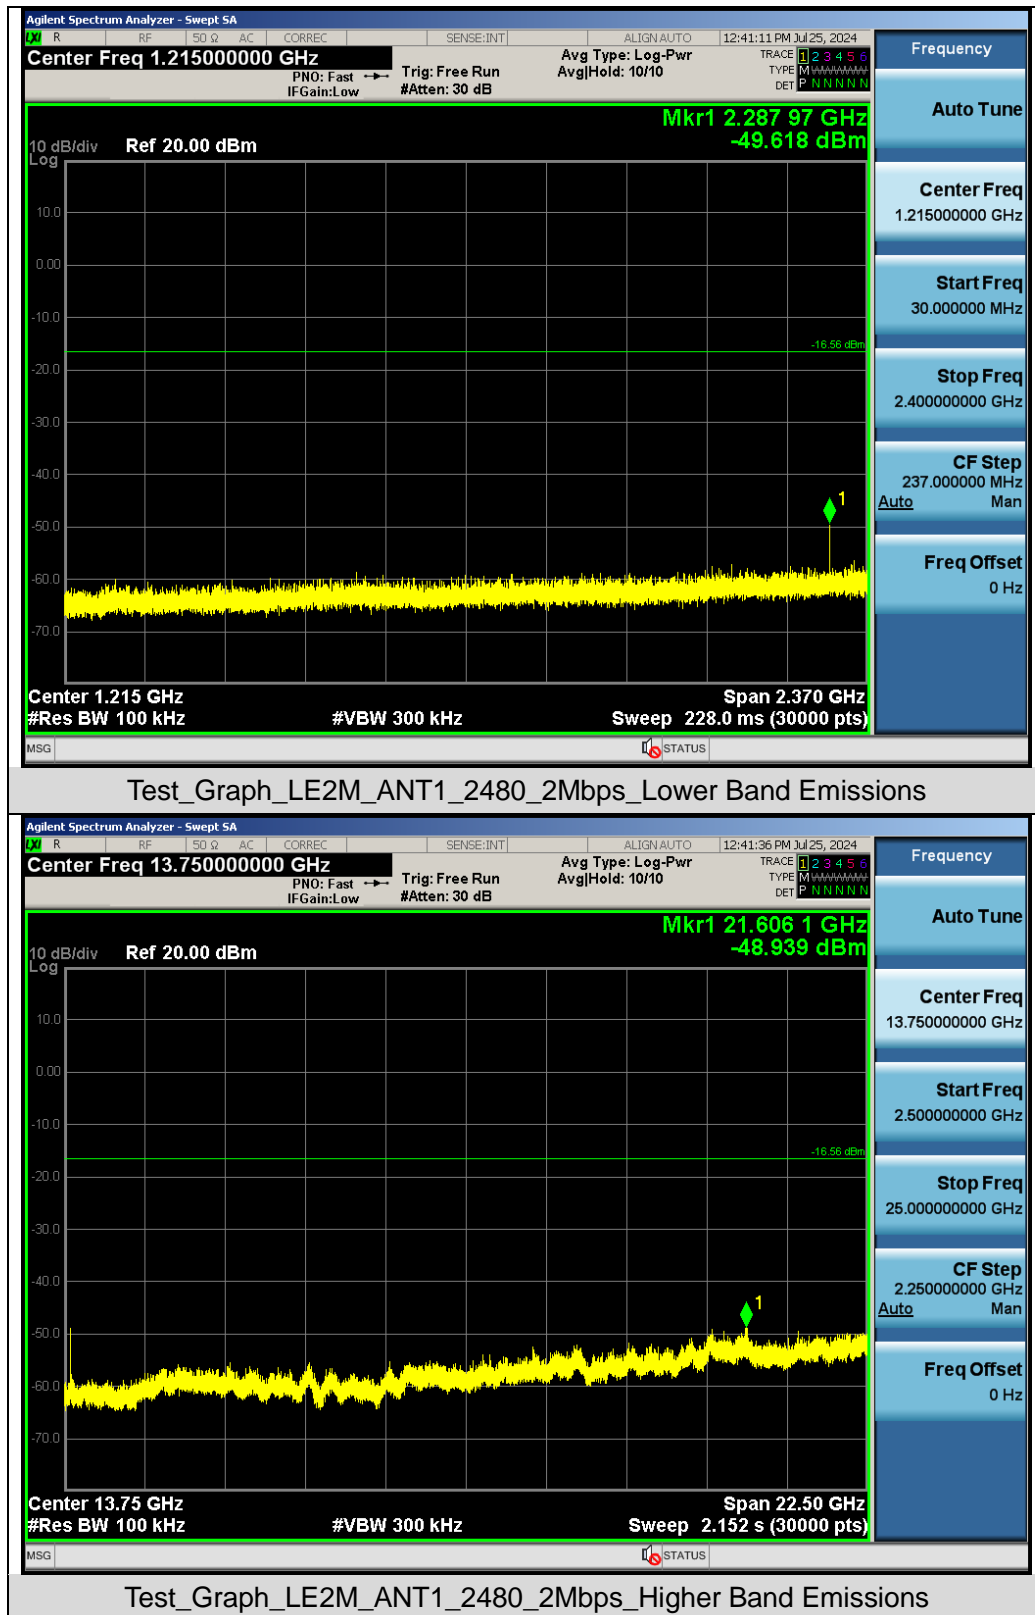 Agilent Spectrum Analyzer - Swept SA
LXI R RF 50 Ω AC CORREC SENSE:INT ALIGN AUTO 12:41:11 PM Jul 25, 2024
Center Freq 1.215000000 GHz
PNO: Fast
IFGain:Low
Trig: Free Run
#Atten: 30 dB
Avg Type: Log-Pwr
Avg|Hold: 10/10
TRACE 1 2 3 4 5 6
TYPE M
DET P N N N N N
Mkr1 2.287 97 GHz
-49.618 dBm
10 dB/div Ref 20.00 dBm
Log
10.0
0.00
-10.0
-16.56 dBm
-20.0
-30.0
-40.0
1
-50.0
-60.0
-70.0
Center 1.215 GHz Span 2.370 GHz
#Res BW 100 kHz #VBW 300 kHz Sweep 228.0 ms (30000 pts)
MSG STATUS
Frequency
Auto Tune
Center Freq
1.215000000 GHz
Start Freq
30.000000 MHz
Stop Freq
2.400000000 GHz
CF Step
237.000000 MHz
Auto Man
Freq Offset
0 Hz
Test_Graph_LE2M_ANT1_2480_2Mbps_Lower Band Emissions
Agilent Spectrum Analyzer - Swept SA
LXI R RF 50 Ω AC CORREC SENSE:INT ALIGN AUTO 12:41:36 PM Jul 25, 2024
Center Freq 13.750000000 GHz
PNO: Fast
IFGain:Low
Trig: Free Run
#Atten: 30 dB
Avg Type: Log-Pwr
Avg|Hold: 10/10
TRACE 1 2 3 4 5 6
TYPE M
DET P N N N N N
Mkr1 21.606 1 GHz
-48.939 dBm
10 dB/div Ref 20.00 dBm
Log
10.0
0.00
-10.0
-16.56 dBm
-20.0
-30.0
-40.0
1
-50.0
-60.0
-70.0
Center 13.75 GHz Span 22.50 GHz
#Res BW 100 kHz #VBW 300 kHz Sweep 2.152 s (30000 pts)
MSG STATUS
Frequency
Auto Tune
Center Freq
13.750000000 GHz
Start Freq
2.500000000 GHz
Stop Freq
25.000000000 GHz
CF Step
2.250000000 GHz
Auto Man
Freq Offset
0 Hz
Test_Graph_LE2M_ANT1_2480_2Mbps_Higher Band Emissions